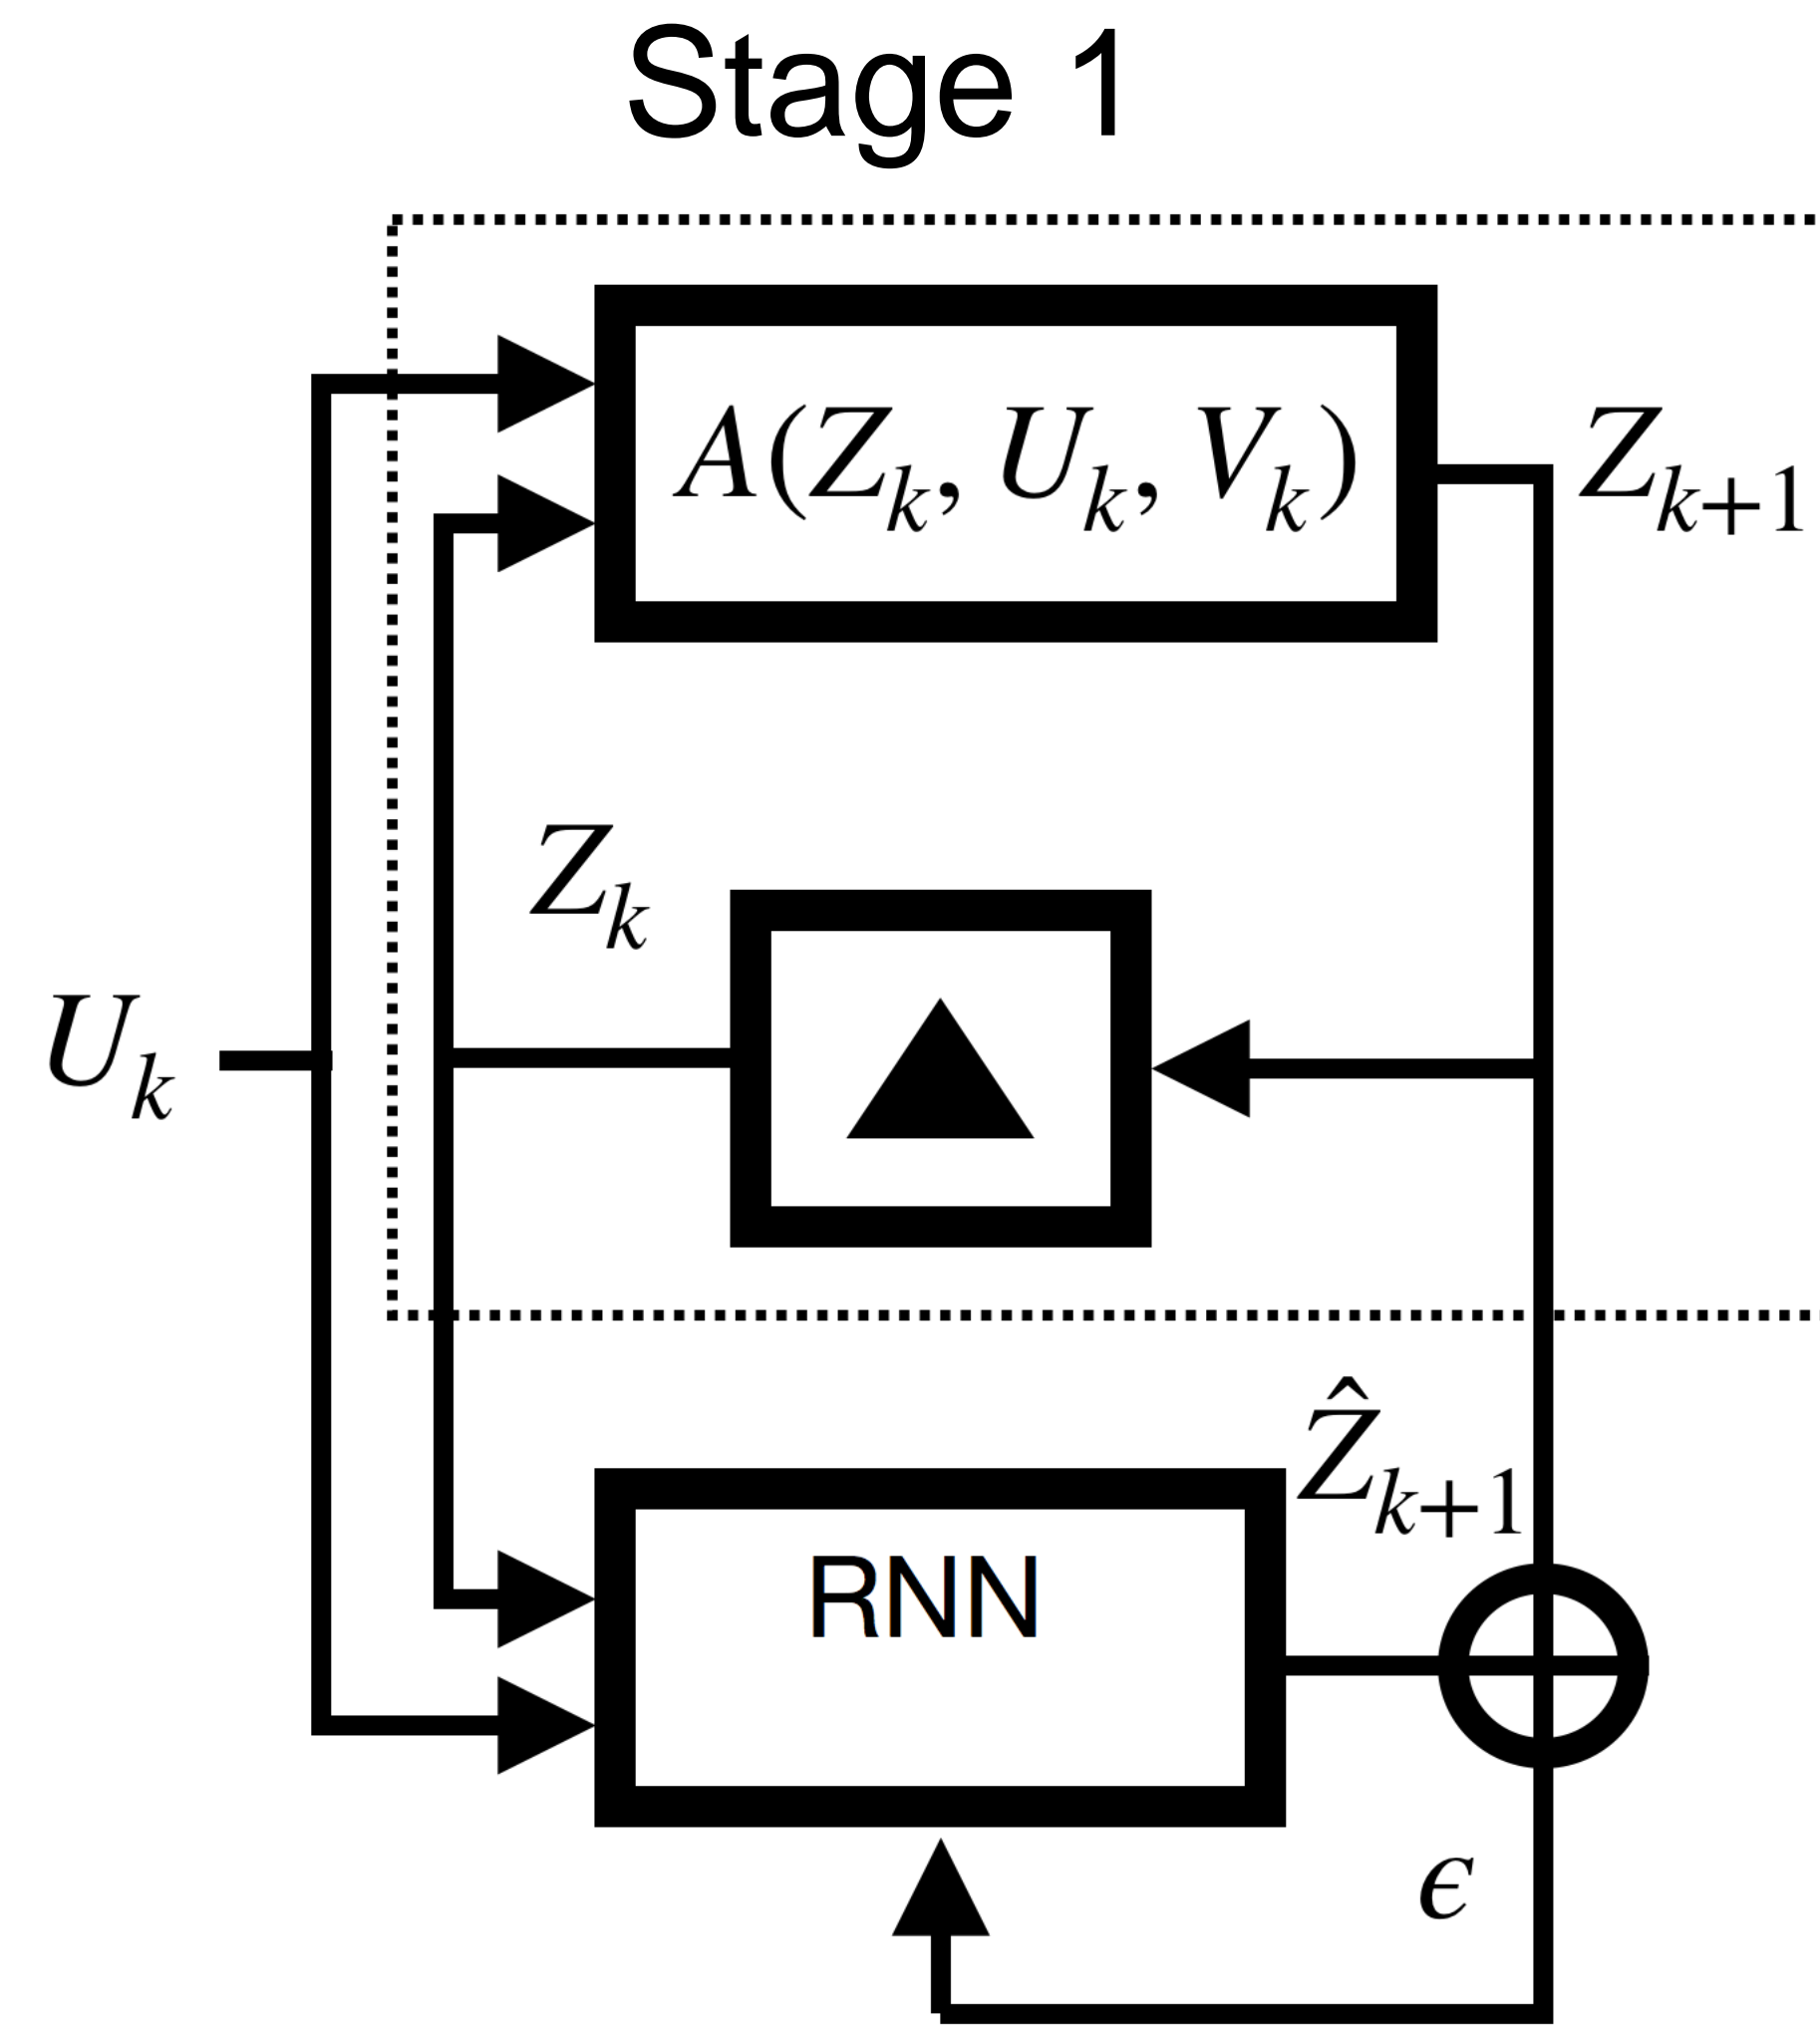 Stage 1
A(Z_k, U_k, V_k)
Z_{k+1}
Z_k
U_k
Ẑ_{k+1}
RNN
ϵ